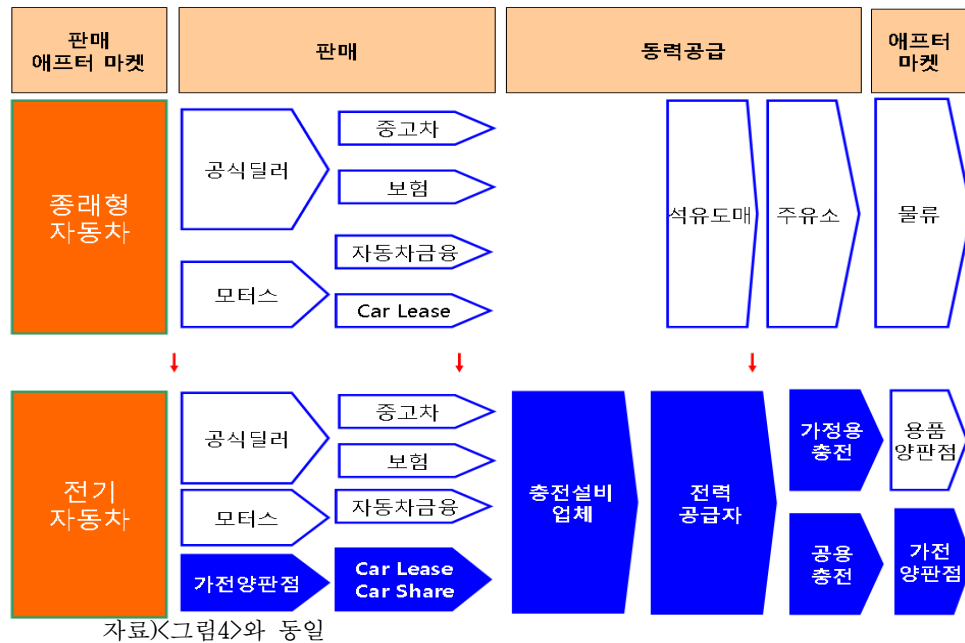 판매
애프터 마켓
판매
동력공급
애프터
마켓
종래형
자동차
공식딜러
모터스
중고차
보험
자동차금융
Car Lease
석유도매
주유소
물류
전기
자동차
공식딜러
모터스
가전양판점
중고차
보험
자동차금융
Car Lease
Car Share
충전설비
업체
전력
공급자
가정용
충전
공용
충전
용품
양판점
가전
양판점
자료)<그림4>와 동일